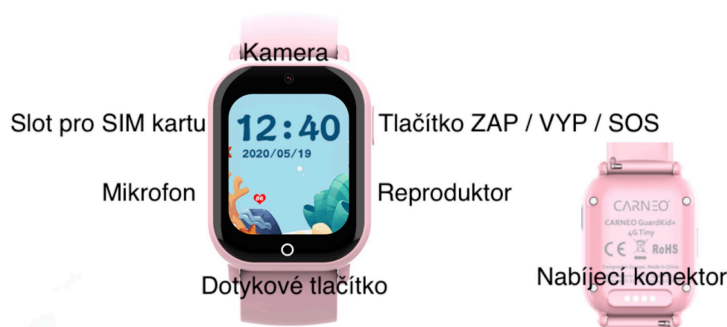 Kamera
Slot pro SIM kartu
12:40
Tlačítko ZAP / VYP / SOS
2020/05/19
Mikrofon
86
Reproduktor
CARNEO
CARNEO GuardKid+
4G Tiny
CE RoHS
Dotykové tlačítko
Nabíjecí konektor